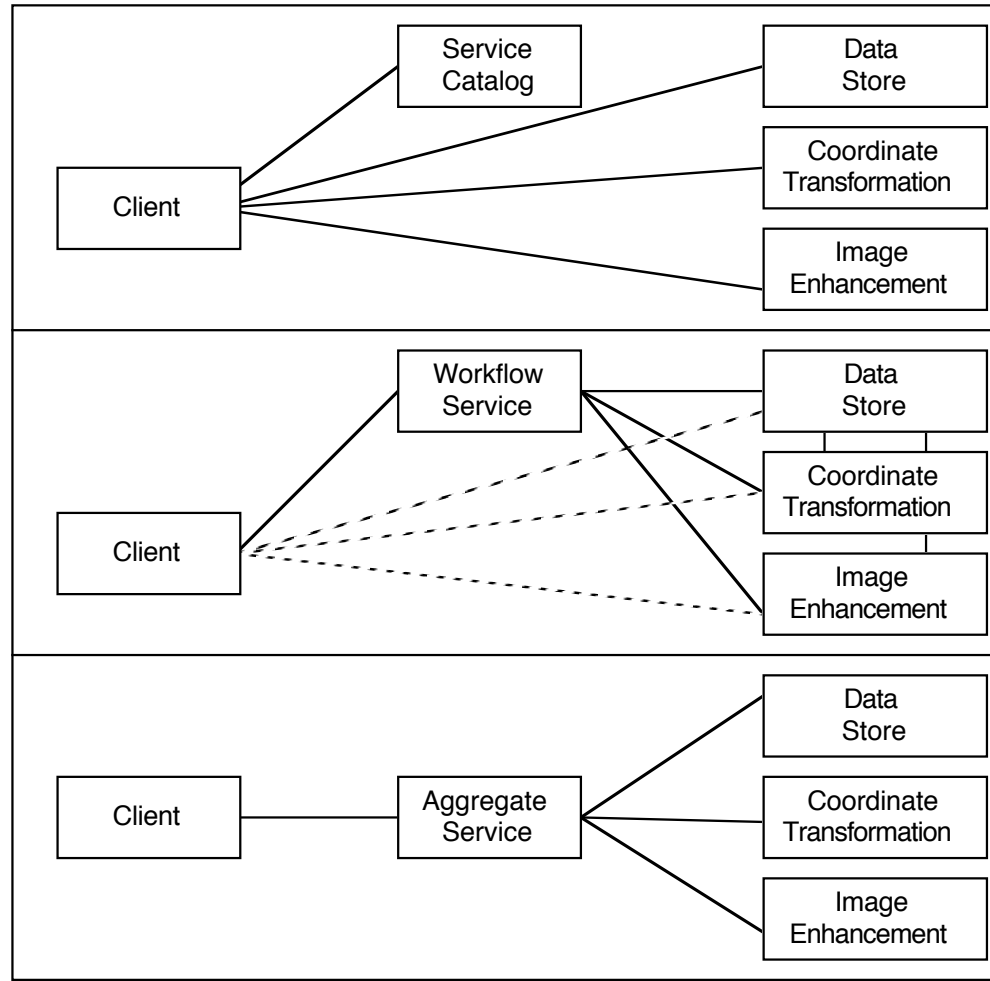 Service
Catalog
Data
Store
Client
Coordinate
Transformation
Image
Enhancement
Workflow
Service
Data
Store
Client
Coordinate
Transformation
Image
Enhancement
Data
Store
Client
Aggregate
Service
Coordinate
Transformation
Image
Enhancement